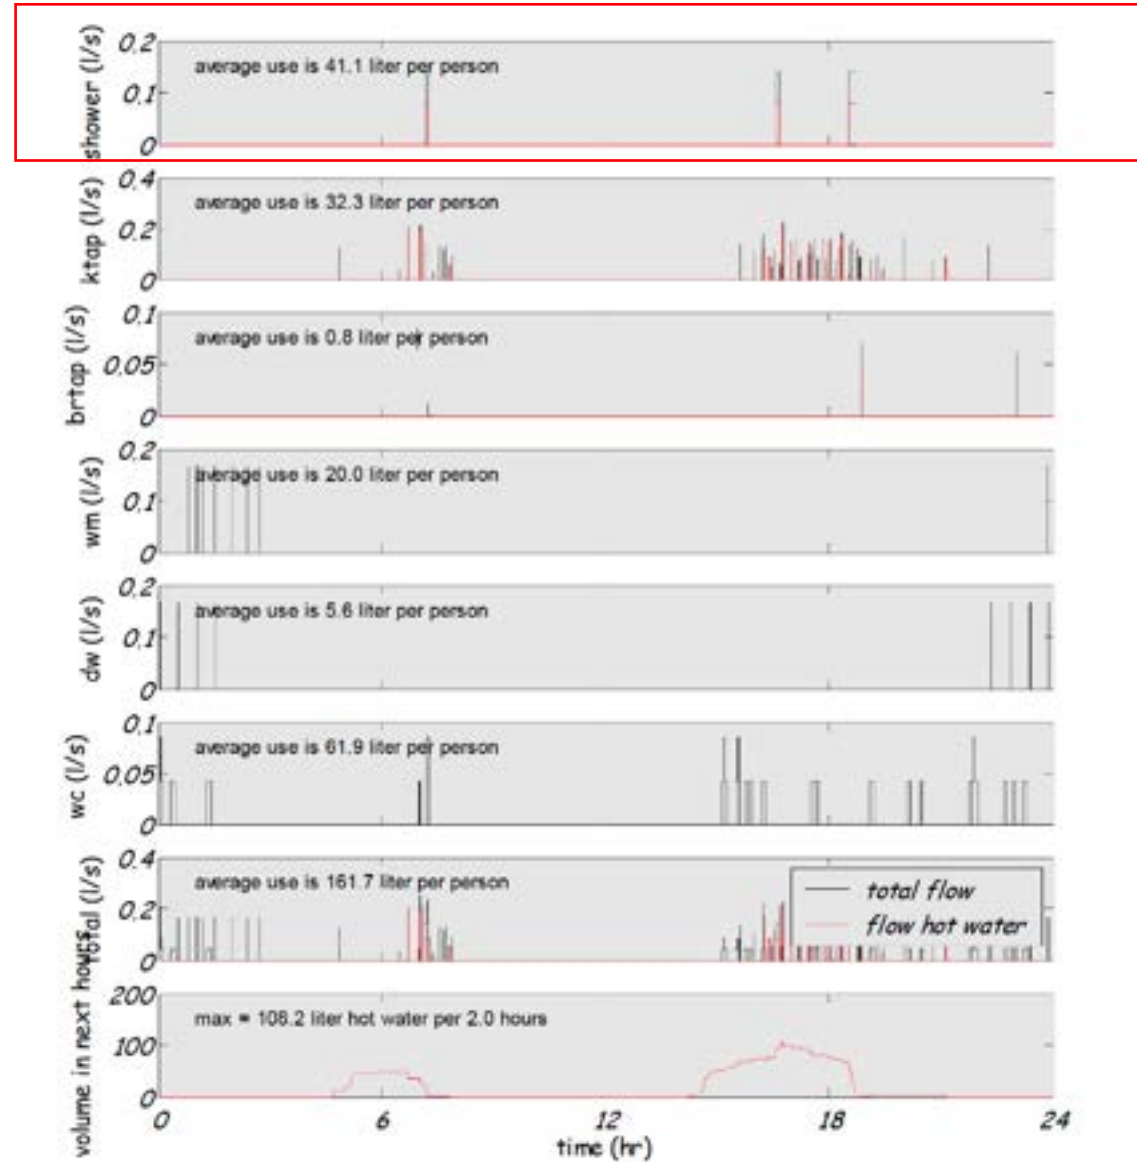 shower (l/s)
0.2
0.1
0
average use is 41.1 liter per person
ktap (l/s)
0.4
0.2
0
average use is 32.3 liter per person
brtap (l/s)
0.1
0.05
0
average use is 0.8 liter per person
wm (l/s)
0.2
0.1
0
average use is 20.0 liter per person
dw (l/s)
0.2
0.1
0
average use is 5.6 liter per person
wc (l/s)
0.1
0.05
0
average use is 61.9 liter per person
total (l/s)
0.4
0.2
0
average use is 161.7 liter per person
total flow
flow hot water
volume in next hours
200
100
0
max = 108.2 liter hot water per 2.0 hours
0 6 12 18 24
time (hr)